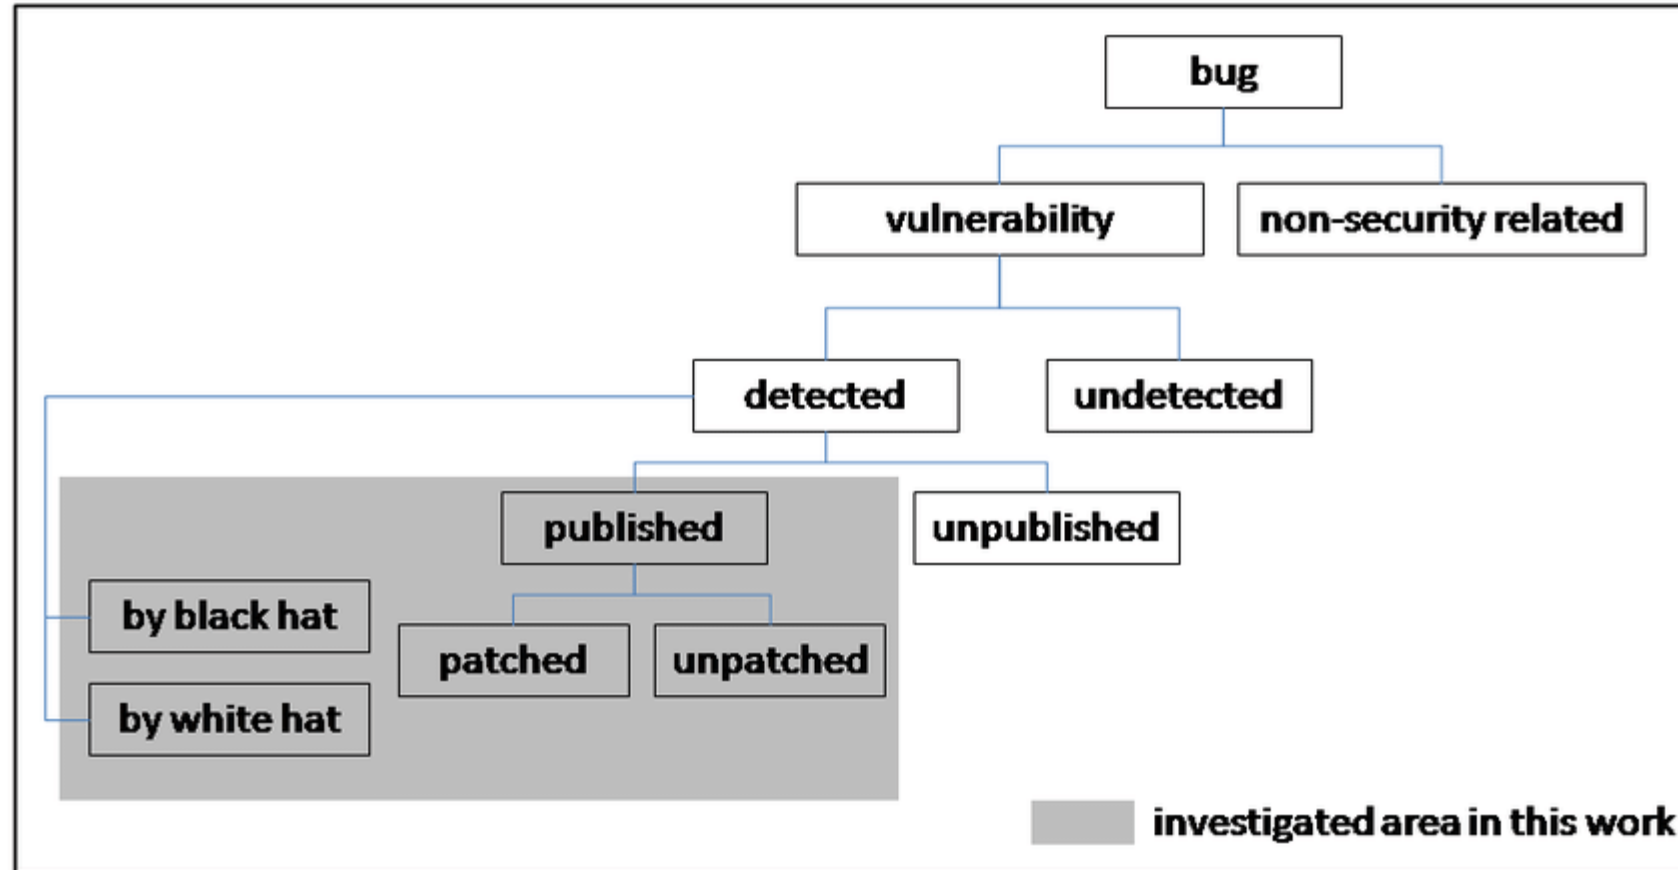 bug
vulnerability
non-security related
detected
undetected
published
unpublished
by black hat
patched
unpatched
by white hat
investigated area in this work